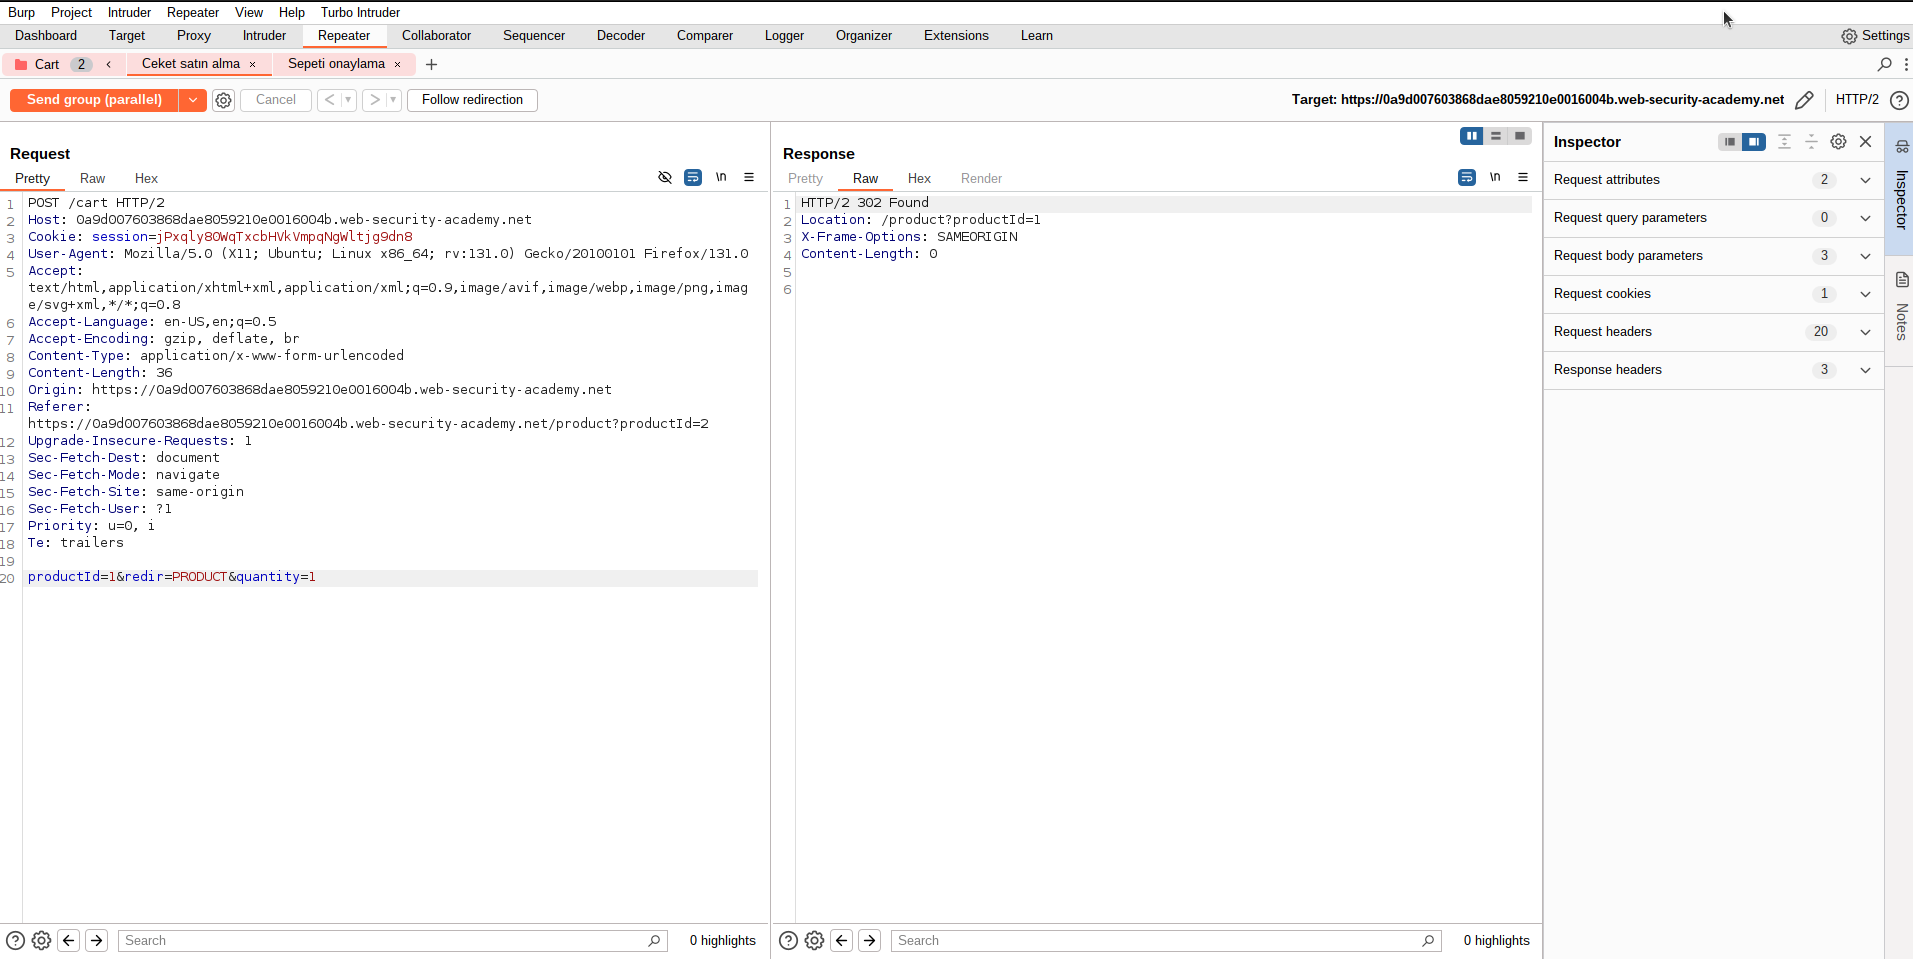 Burp Project Intruder Repeater View Help Turbo Intruder
Dashboard Target Proxy Intruder Repeater Collaborator Sequencer Decoder Comparer Logger Organizer Extensions Learn Settings
Cart 2 Ceket satın alma × Sepeti onaylama × +
Send group (parallel) Cancel < > Follow redirection Target: https://0a9d007603868dae8059210e0016004b.web-security-academy.net HTTP/2
Request
Pretty Raw Hex \n
1 POST /cart HTTP/2
2 Host: 0a9d007603868dae8059210e0016004b.web-security-academy.net
3 Cookie: session=jPxqly80WqTxcbHVkVmpqNgWltjg9dn8
4 User-Agent: Mozilla/5.0 (X11; Ubuntu; Linux x86_64; rv:131.0) Gecko/20100101 Firefox/131.0
5 Accept:
text/html,application/xhtml+xml,application/xml;q=0.9,image/avif,image/webp,image/png,imag
e/svg+xml,*/*;q=0.8
6 Accept-Language: en-US,en;q=0.5
7 Accept-Encoding: gzip, deflate, br
8 Content-Type: application/x-www-form-urlencoded
9 Content-Length: 36
10 Origin: https://0a9d007603868dae8059210e0016004b.web-security-academy.net
11 Referer:
https://0a9d007603868dae8059210e0016004b.web-security-academy.net/product?productId=2
12 Upgrade-Insecure-Requests: 1
13 Sec-Fetch-Dest: document
14 Sec-Fetch-Mode: navigate
15 Sec-Fetch-Site: same-origin
16 Sec-Fetch-User: ?1
17 Priority: u=0, i
18 Te: trailers
19
20 productId=1&redir=PRODUCT&quantity=1
Search 0 highlights
Response
Pretty Raw Hex Render \n
1 HTTP/2 302 Found
2 Location: /product?productId=1
3 X-Frame-Options: SAMEORIGIN
4 Content-Length: 0
5
6
Search 0 highlights
Inspector
Request attributes 2
Request query parameters 0
Request body parameters 3
Request cookies 1
Request headers 20
Response headers 3
Inspector
Notes